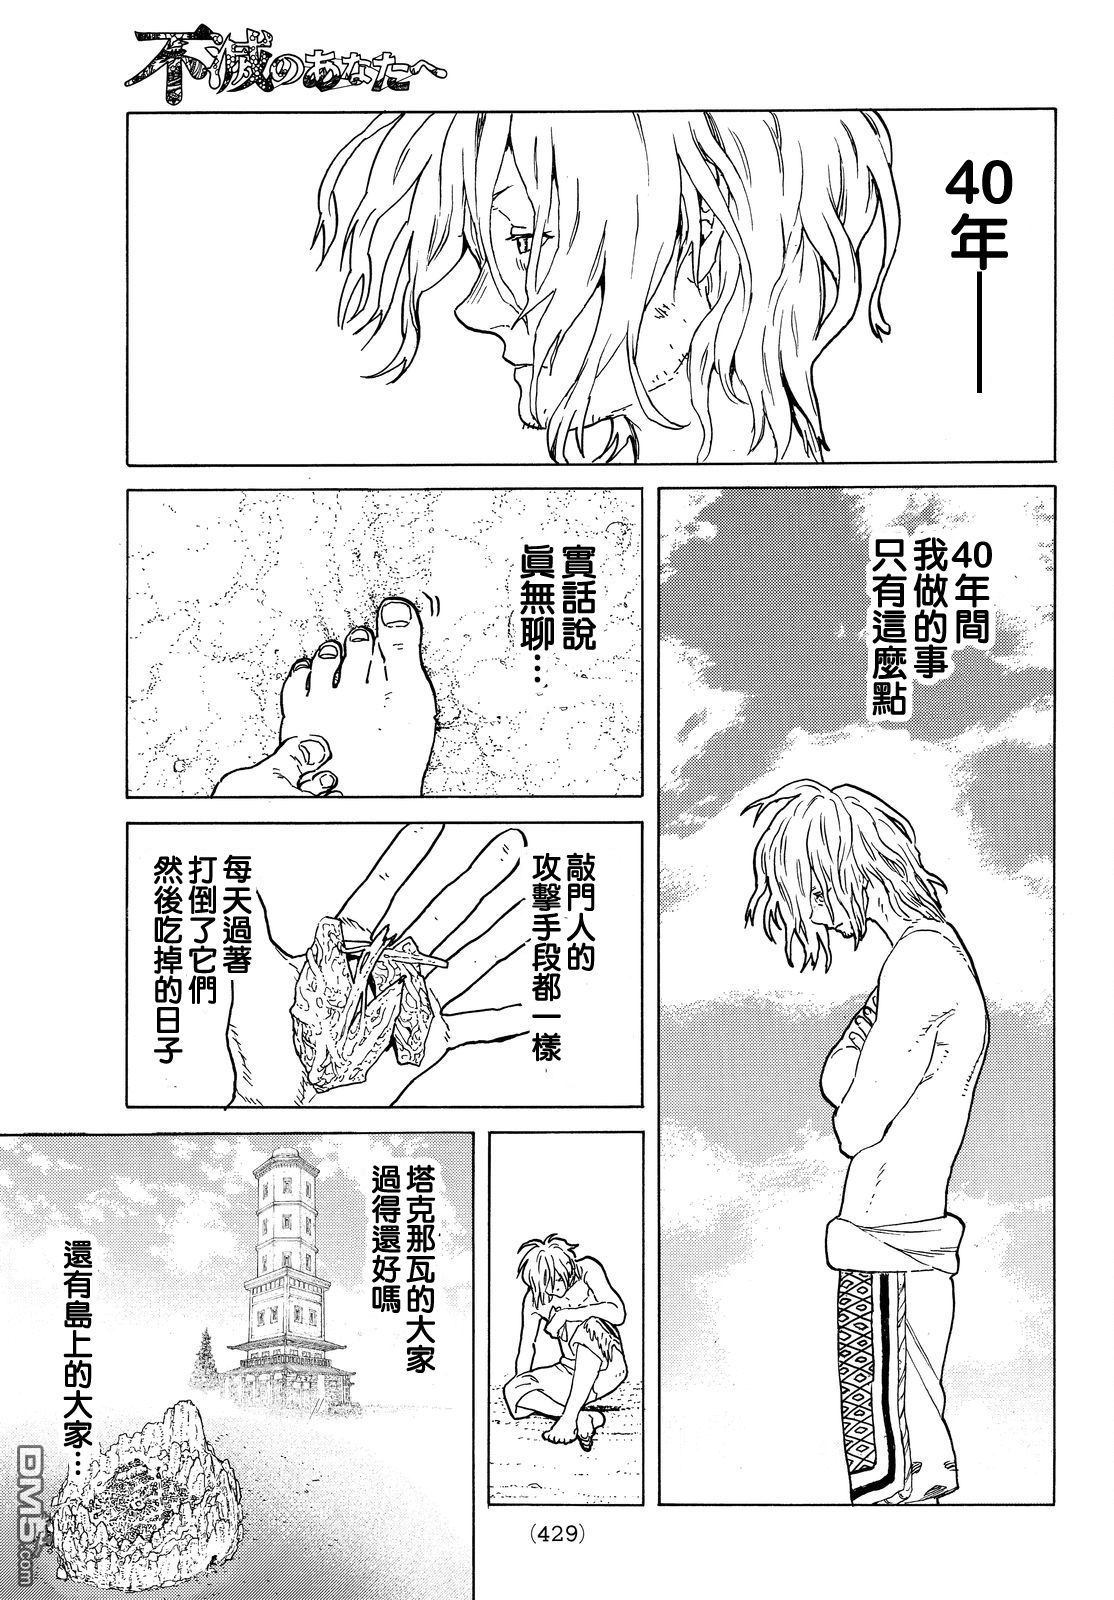 不滅のあなたへ
40
年──
40年間
我做的事
只有這麼點
實話說
眞無聊…
敲門人的
攻擊手段都一樣
每天過著
打倒了它們
然後吃掉的日子
塔克那瓦的大家
過得還好嗎
還有島上的大家…
(429)
DM5.com